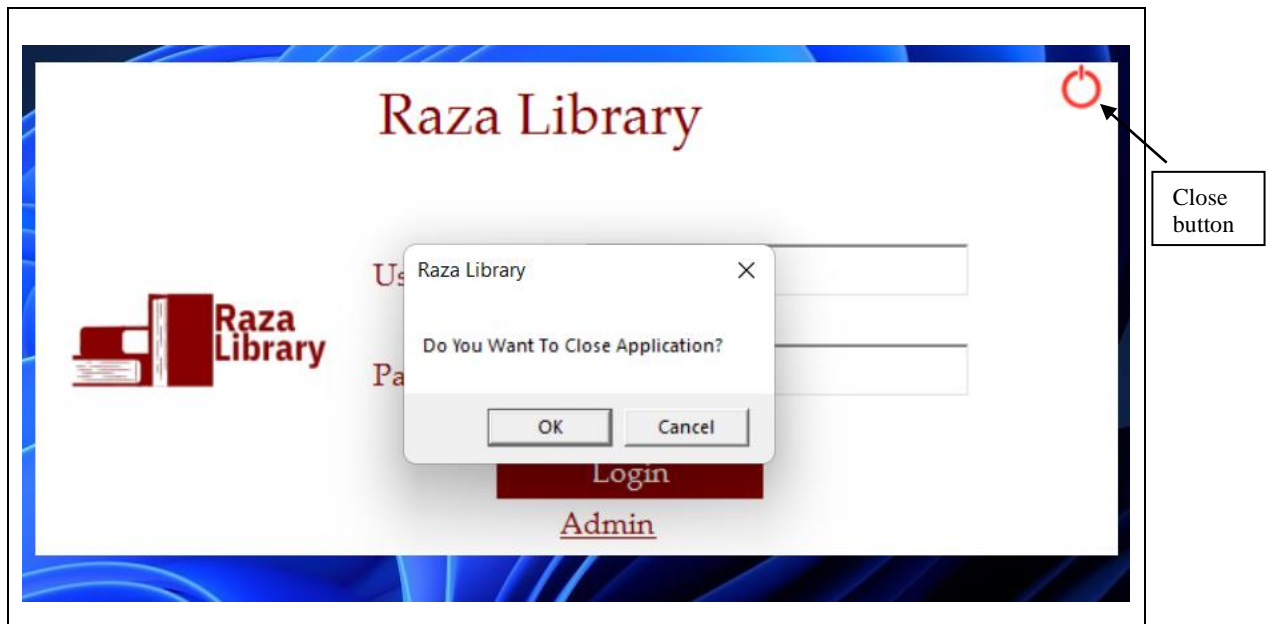 Raza Library
Close
button
Us
Raza Library
Raza
Library
Do You Want To Close Application?
Pa
OK Cancel
Login
Admin